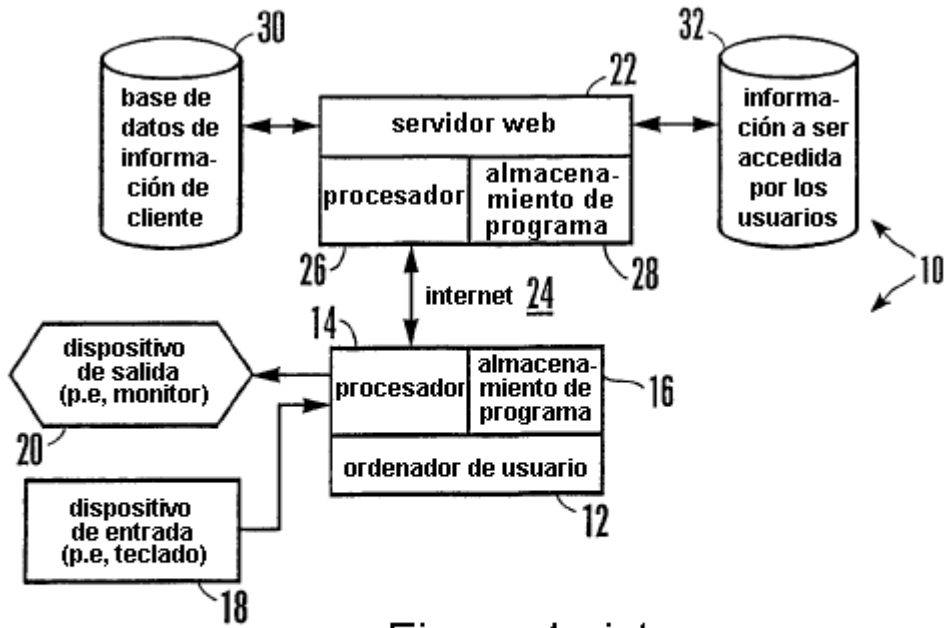 30
base de
datos de
informa-
ción de
cliente
22
servidor web
procesador
almacena-
miento de
programa
26
28
32
informa-
ción a ser
accedida
por los
usuarios
10
internet 24
14
procesador
almacena-
miento de
programa
16
ordenador de usuario
12
dispositivo
de salida
(p.e, monitor)
20
dispositivo
de entrada
(p.e, teclado)
18